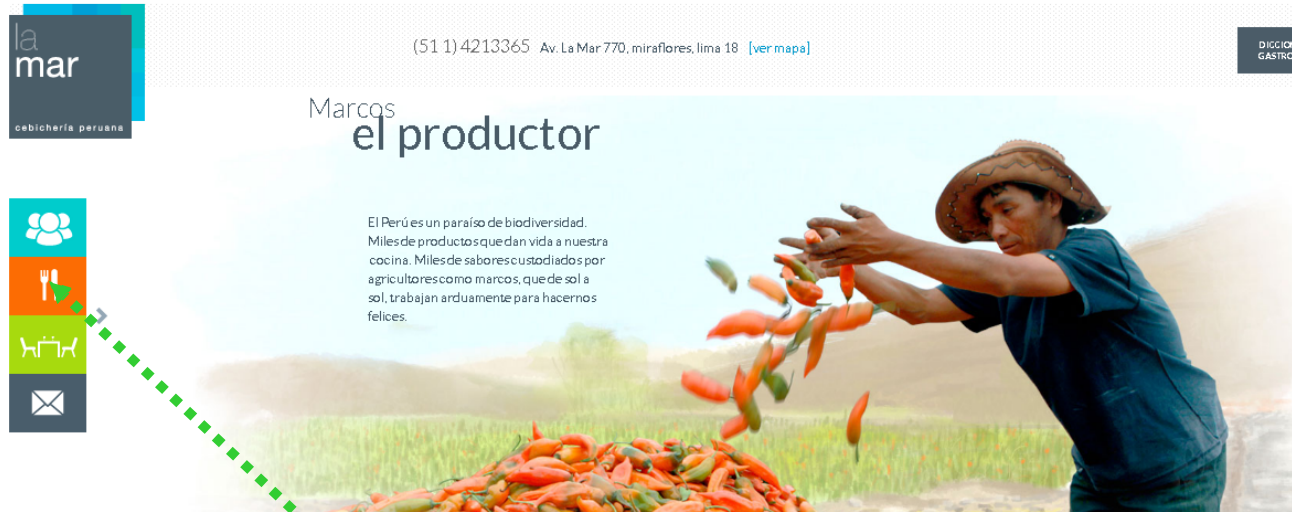 la
mar
cebichería peruana
(51 1) 4213365 Av. La Mar 770, miraflores, lima 18 [ver mapa]
Marcos
el productor
El Perú es un paraíso de biodiversidad.
Miles de productos que dan vida a nuestra
cocina. Miles de sabores custodiados por
agricultores como marcos, que de sol a
sol, trabajan arduamente para hacernos
felices.